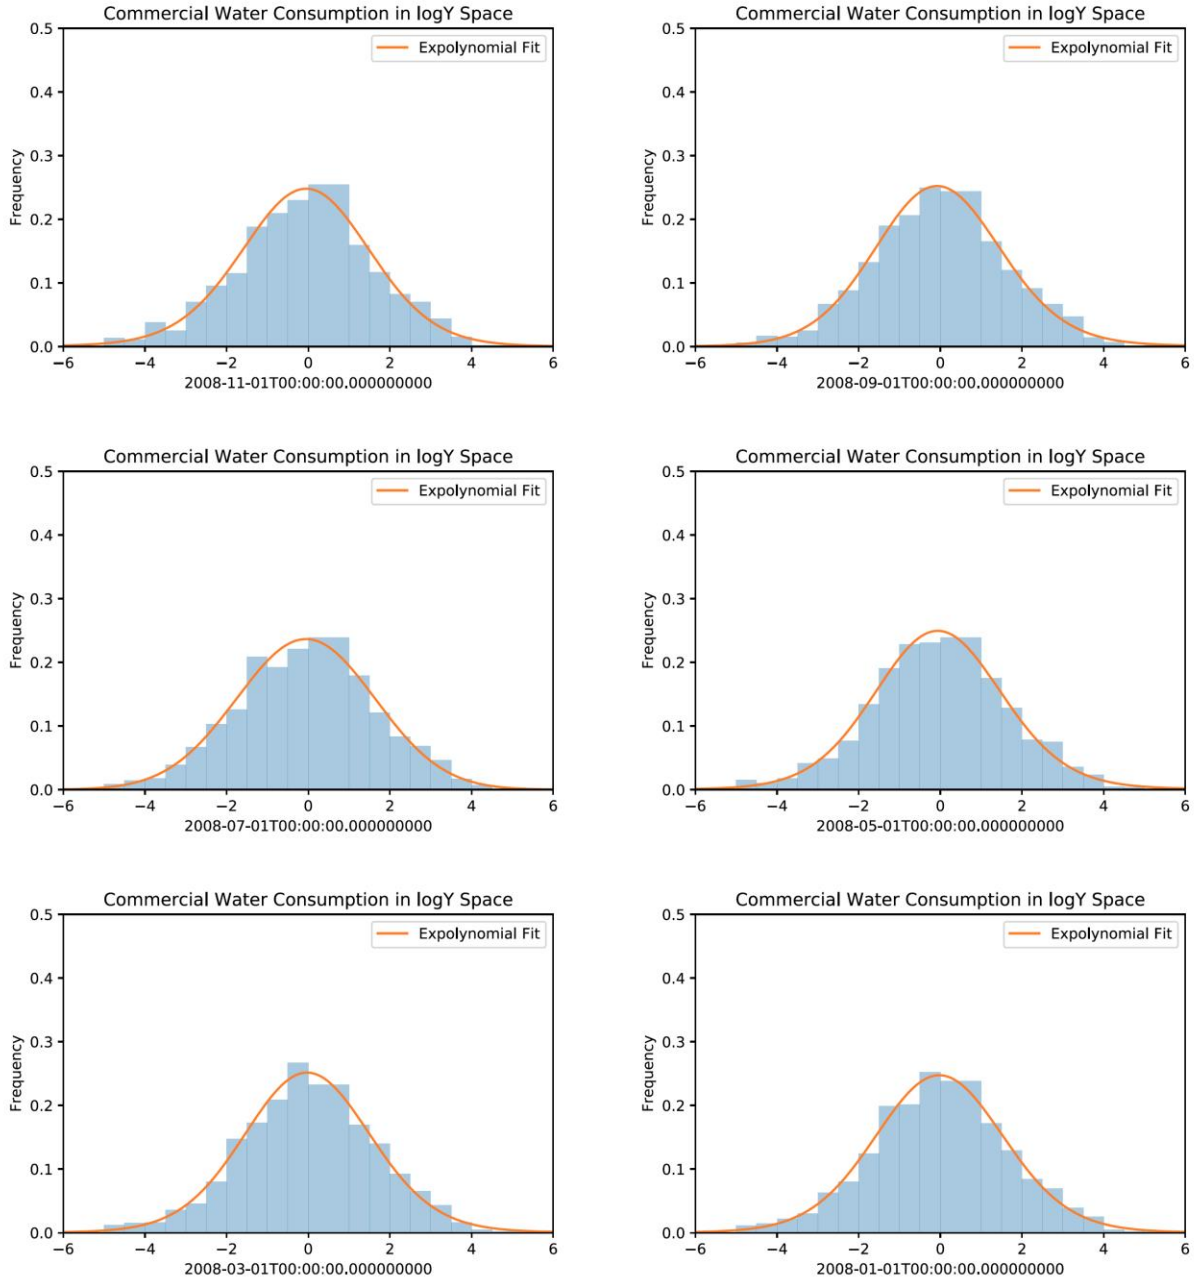 Commercial Water Consumption in logY Space
0.5
0.4
0.3
0.2
0.1
0.0
Frequency
Expolynomial Fit
−6 −4 −2 0 2 4 6
2008-11-01T00:00:00.000000000
Commercial Water Consumption in logY Space
0.5
0.4
0.3
0.2
0.1
0.0
Frequency
Expolynomial Fit
−6 −4 −2 0 2 4 6
2008-09-01T00:00:00.000000000
Commercial Water Consumption in logY Space
0.5
0.4
0.3
0.2
0.1
0.0
Frequency
Expolynomial Fit
−6 −4 −2 0 2 4 6
2008-07-01T00:00:00.000000000
Commercial Water Consumption in logY Space
0.5
0.4
0.3
0.2
0.1
0.0
Frequency
Expolynomial Fit
−6 −4 −2 0 2 4 6
2008-05-01T00:00:00.000000000
Commercial Water Consumption in logY Space
0.5
0.4
0.3
0.2
0.1
0.0
Frequency
Expolynomial Fit
−6 −4 −2 0 2 4 6
2008-03-01T00:00:00.000000000
Commercial Water Consumption in logY Space
0.5
0.4
0.3
0.2
0.1
0.0
Frequency
Expolynomial Fit
−6 −4 −2 0 2 4 6
2008-01-01T00:00:00.000000000